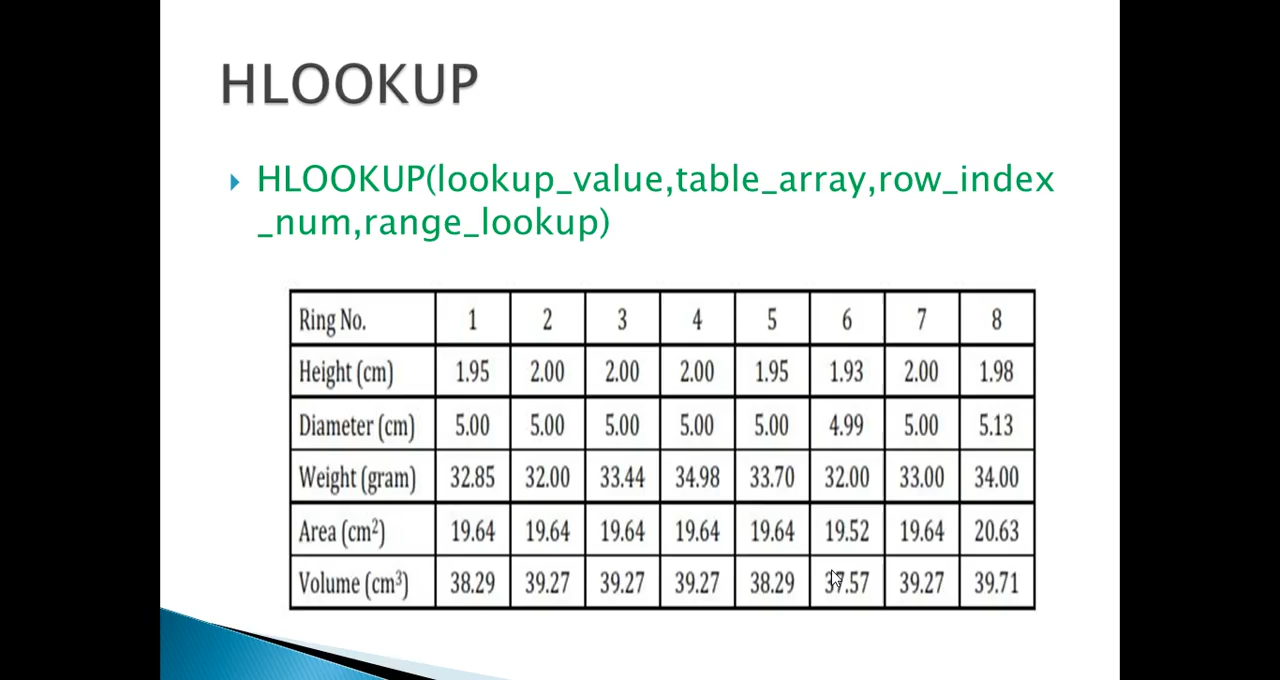 HLOOKUP
HLOOKUP(lookup_value,table_array,row_index
_num,range_lookup)
Ring No. 1 2 3 4 5 6 7 8
Height (cm) 1.95 2.00 2.00 2.00 1.95 1.93 2.00 1.98
Diameter (cm) 5.00 5.00 5.00 5.00 5.00 4.99 5.00 5.13
Weight (gram) 32.85 32.00 33.44 34.98 33.70 32.00 33.00 34.00
Area (cm²) 19.64 19.64 19.64 19.64 19.64 19.52 19.64 20.63
Volume (cm³) 38.29 39.27 39.27 39.27 38.29 37.57 39.27 39.71